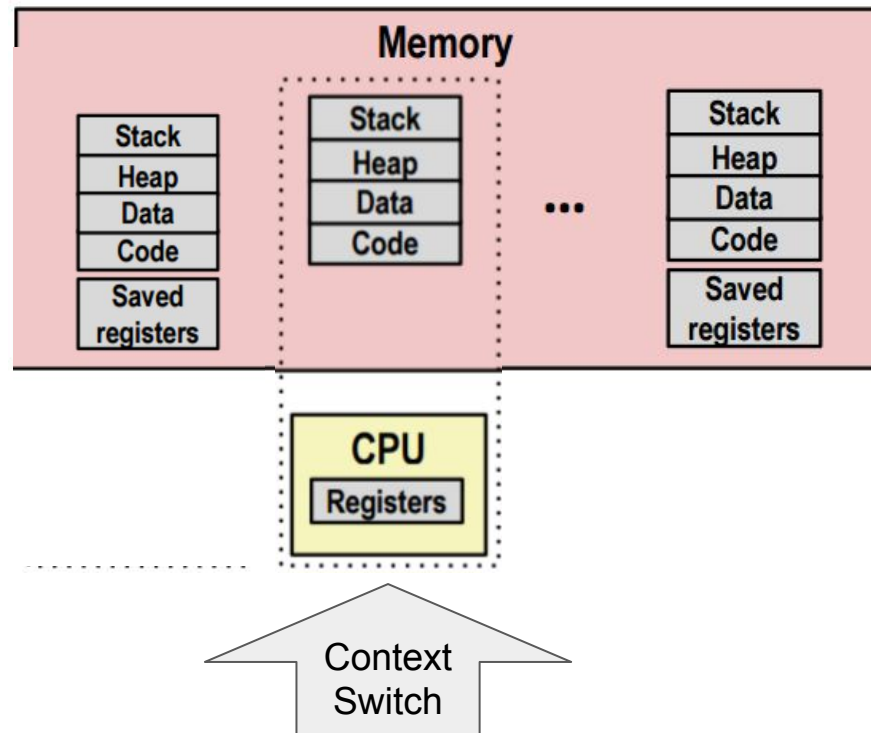 Memory
Stack
Heap
Data
Code
Saved
registers
Stack
Heap
Data
Code
...
Stack
Heap
Data
Code
Saved
registers
CPU
Registers
Context
Switch